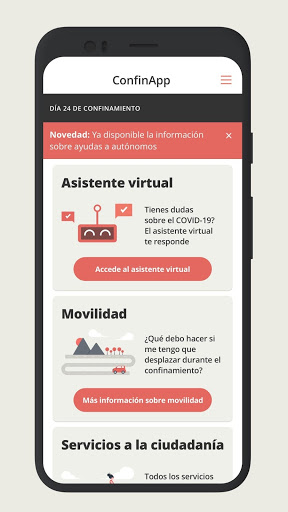 ConfinApp
DÍA 24 DE CONFINAMIENTO
Novedad: Ya disponible la información
sobre ayudas a autónomos
Asistente virtual
Tienes dudas
sobre el COVID-19?
El asistente virtual
te responde
Accede al asistente virtual
Movilidad
¿Qué debo hacer si
me tengo que
desplazar durante el
confinamiento?
Más información sobre movilidad
Servicios a la ciudadanía
Todos los servicios